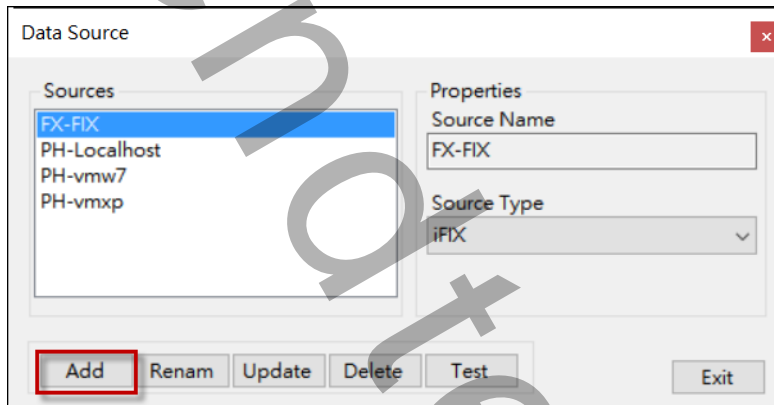 Data Source
Sources
FX-FIX
PH-Localhost
PH-vmw7
PH-vmxp
Properties
Source Name
FX-FIX
Source Type
iFIX
Add Renam Update Delete Test
Exit